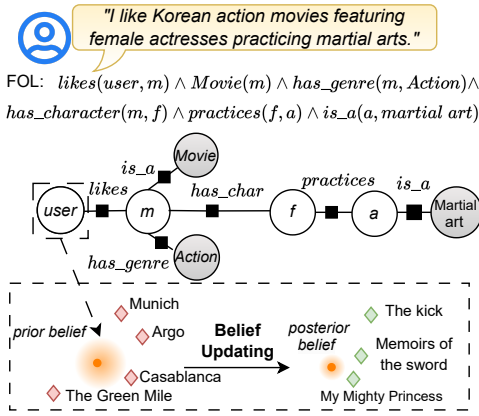 "I like Korean action movies featuring
female actresses practicing martial arts."
FOL: likes(user, m) ∧ Movie(m) ∧ has_genre(m, Action)∧
has_character(m, f) ∧ practices(f, a) ∧ is_a(a, martial art)
Movie
is_a
likes
has_char
practices
is_a
user
m
f
a
Martial
art
has_genre
Action
Munich
prior belief
Argo
Casablanca
The Green Mile
Belief
Updating
posterior
belief
The kick
Memoirs of
the sword
My Mighty Princess